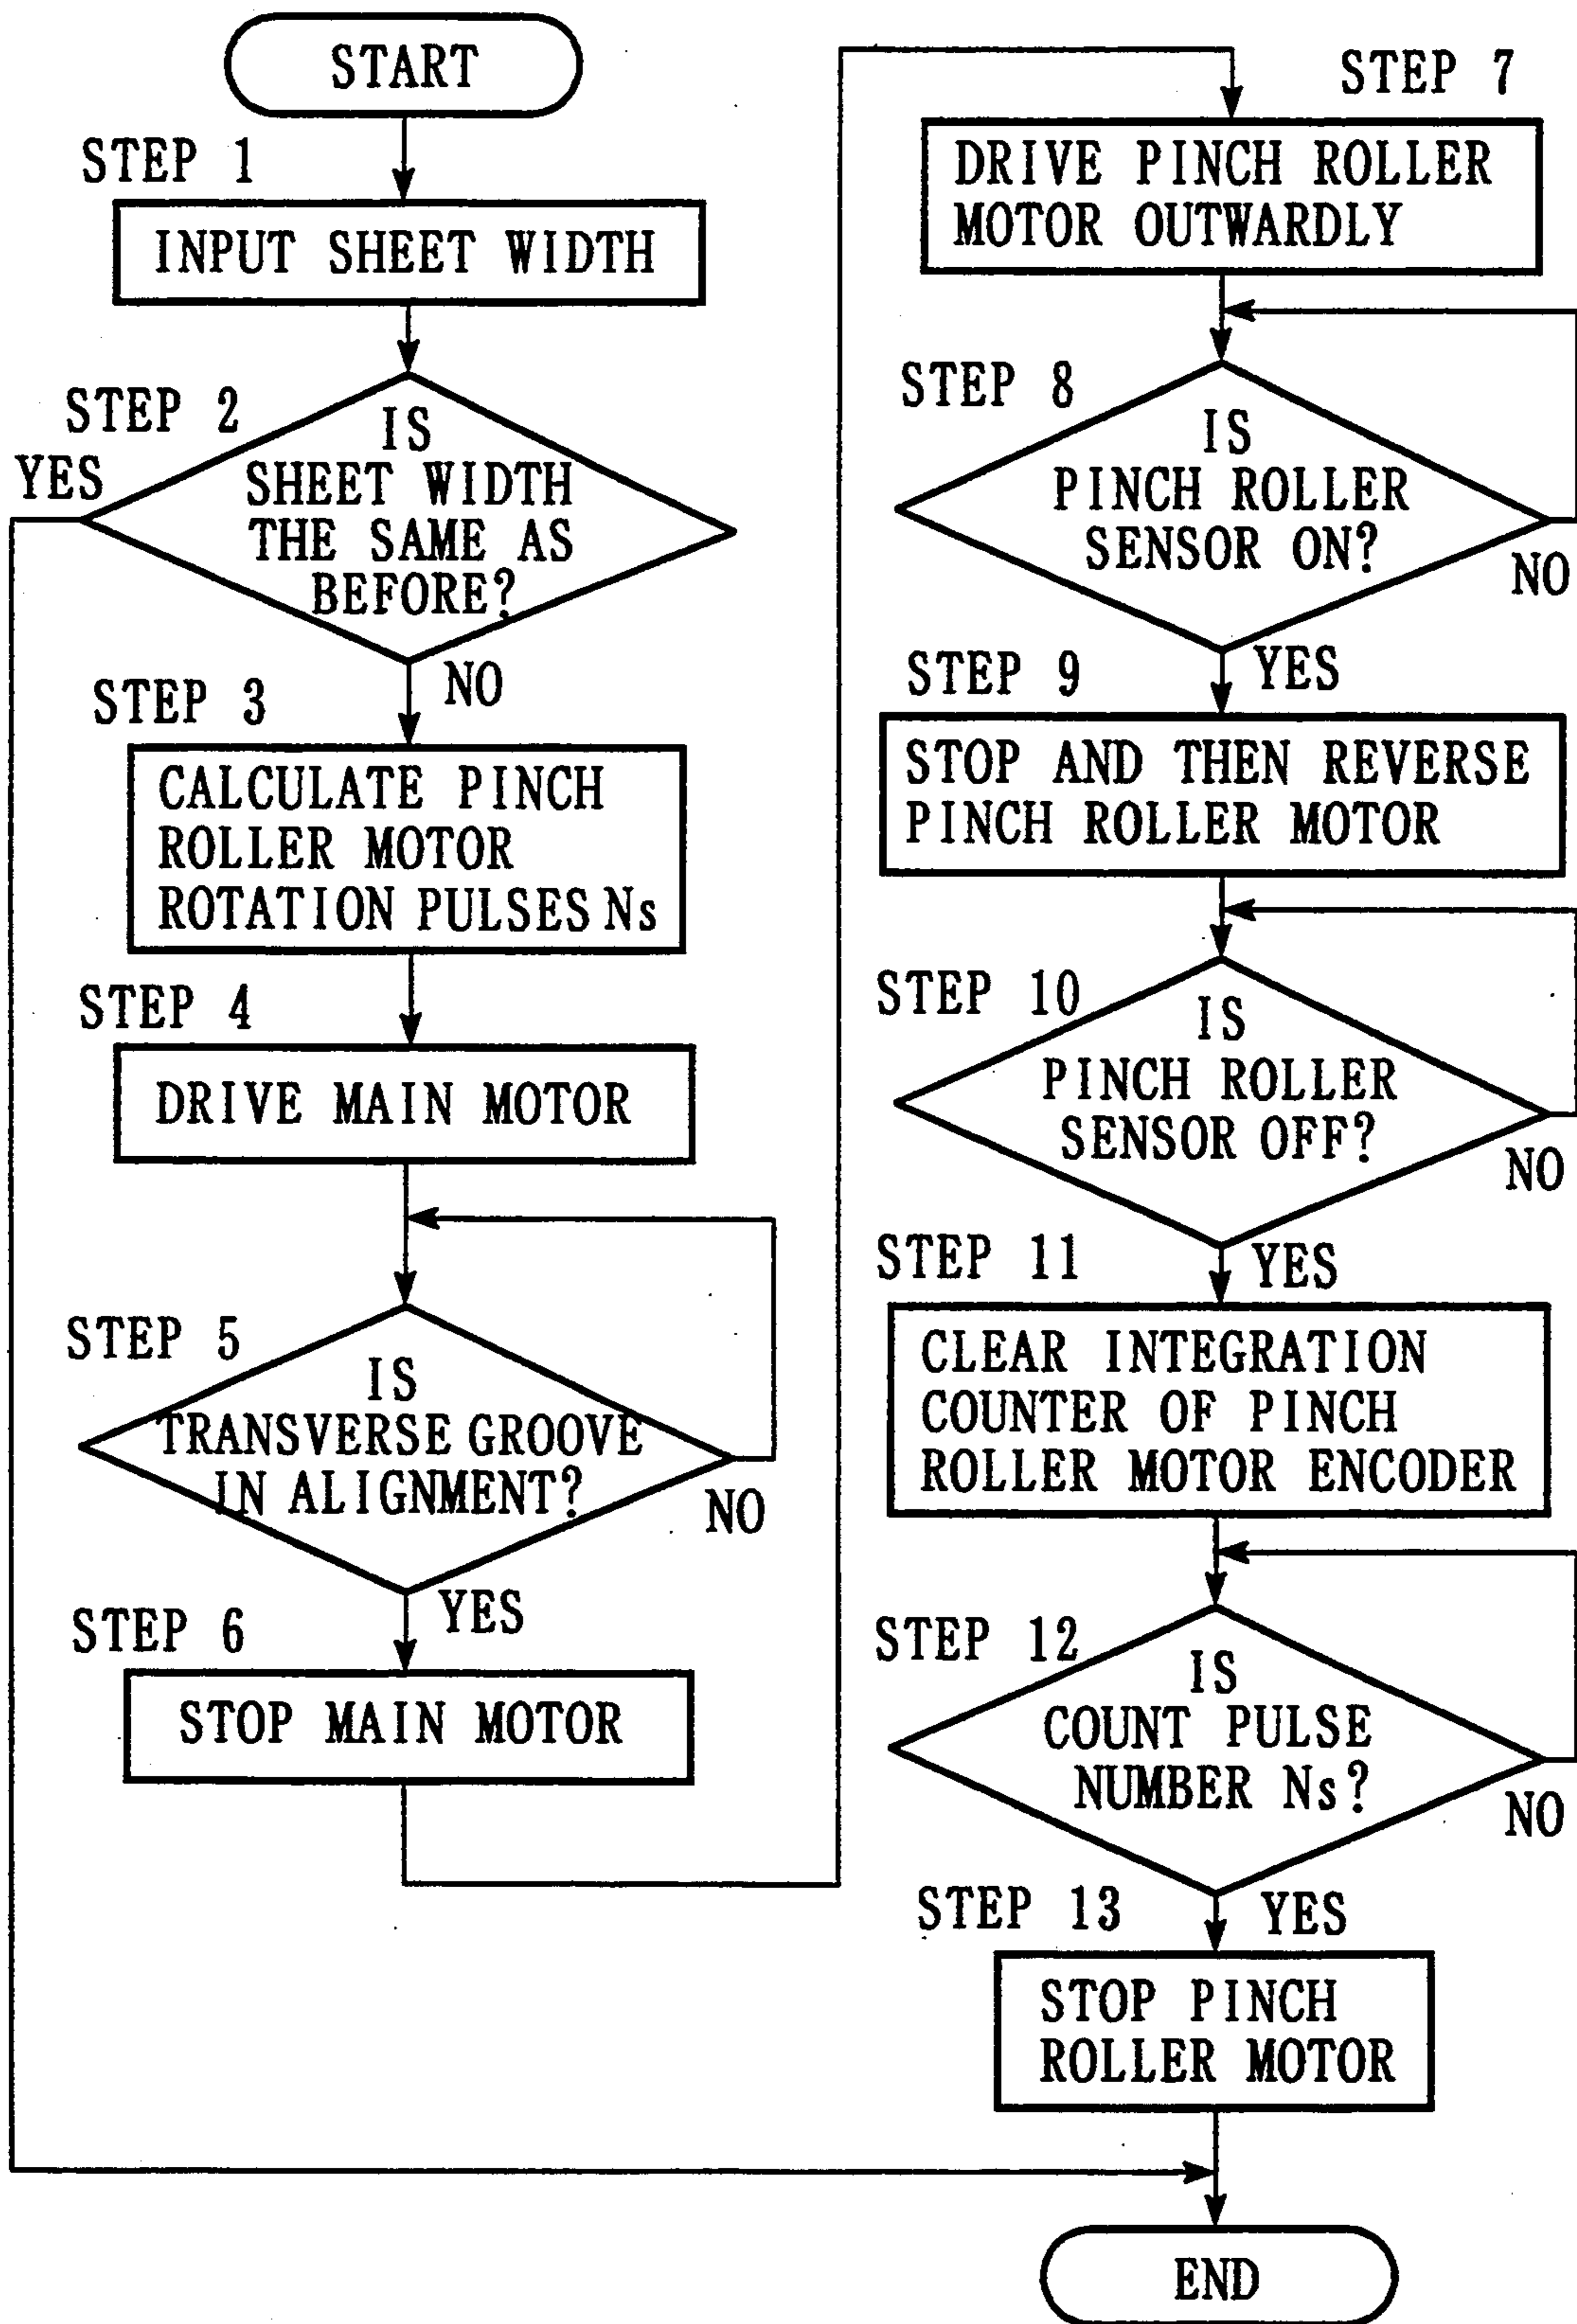 START
STEP 1
INPUT SHEET WIDTH
STEP 2
YES
IS
SHEET WIDTH
THE SAME AS
BEFORE?
NO
STEP 3
CALCULATE PINCH
ROLLER MOTOR
ROTATION PULSES Ns
STEP 4
DRIVE MAIN MOTOR
STEP 5
IS
TRANSVERSE GROOVE
IN ALIGNMENT?
NO
YES
STEP 6
STOP MAIN MOTOR
STEP 7
DRIVE PINCH ROLLER
MOTOR OUTWARDLY
STEP 8
IS
PINCH ROLLER
SENSOR ON?
NO
YES
STEP 9
STOP AND THEN REVERSE
PINCH ROLLER MOTOR
STEP 10
IS
PINCH ROLLER
SENSOR OFF?
NO
YES
STEP 11
CLEAR INTEGRATION
COUNTER OF PINCH
ROLLER MOTOR ENCODER
STEP 12
IS
COUNT PULSE
NUMBER Ns?
NO
YES
STEP 13
STOP PINCH
ROLLER MOTOR
END